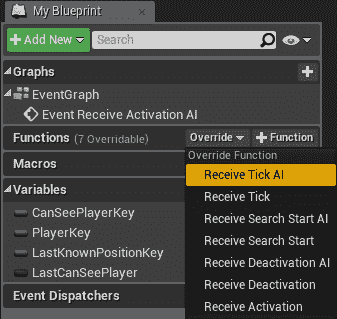 My Blueprint
Add New
Search
Graphs
EventGraph
Event Receive Activation AI
Functions (7 Overridable)
Override
Function
Macros
Variables
CanSeePlayerKey
PlayerKey
LastKnownPositionKey
LastCanSeePlayer
Event Dispatchers
Override Function
Receive Tick AI
Receive Tick
Receive Search Start AI
Receive Search Start
Receive Deactivation AI
Receive Deactivation
Receive Activation